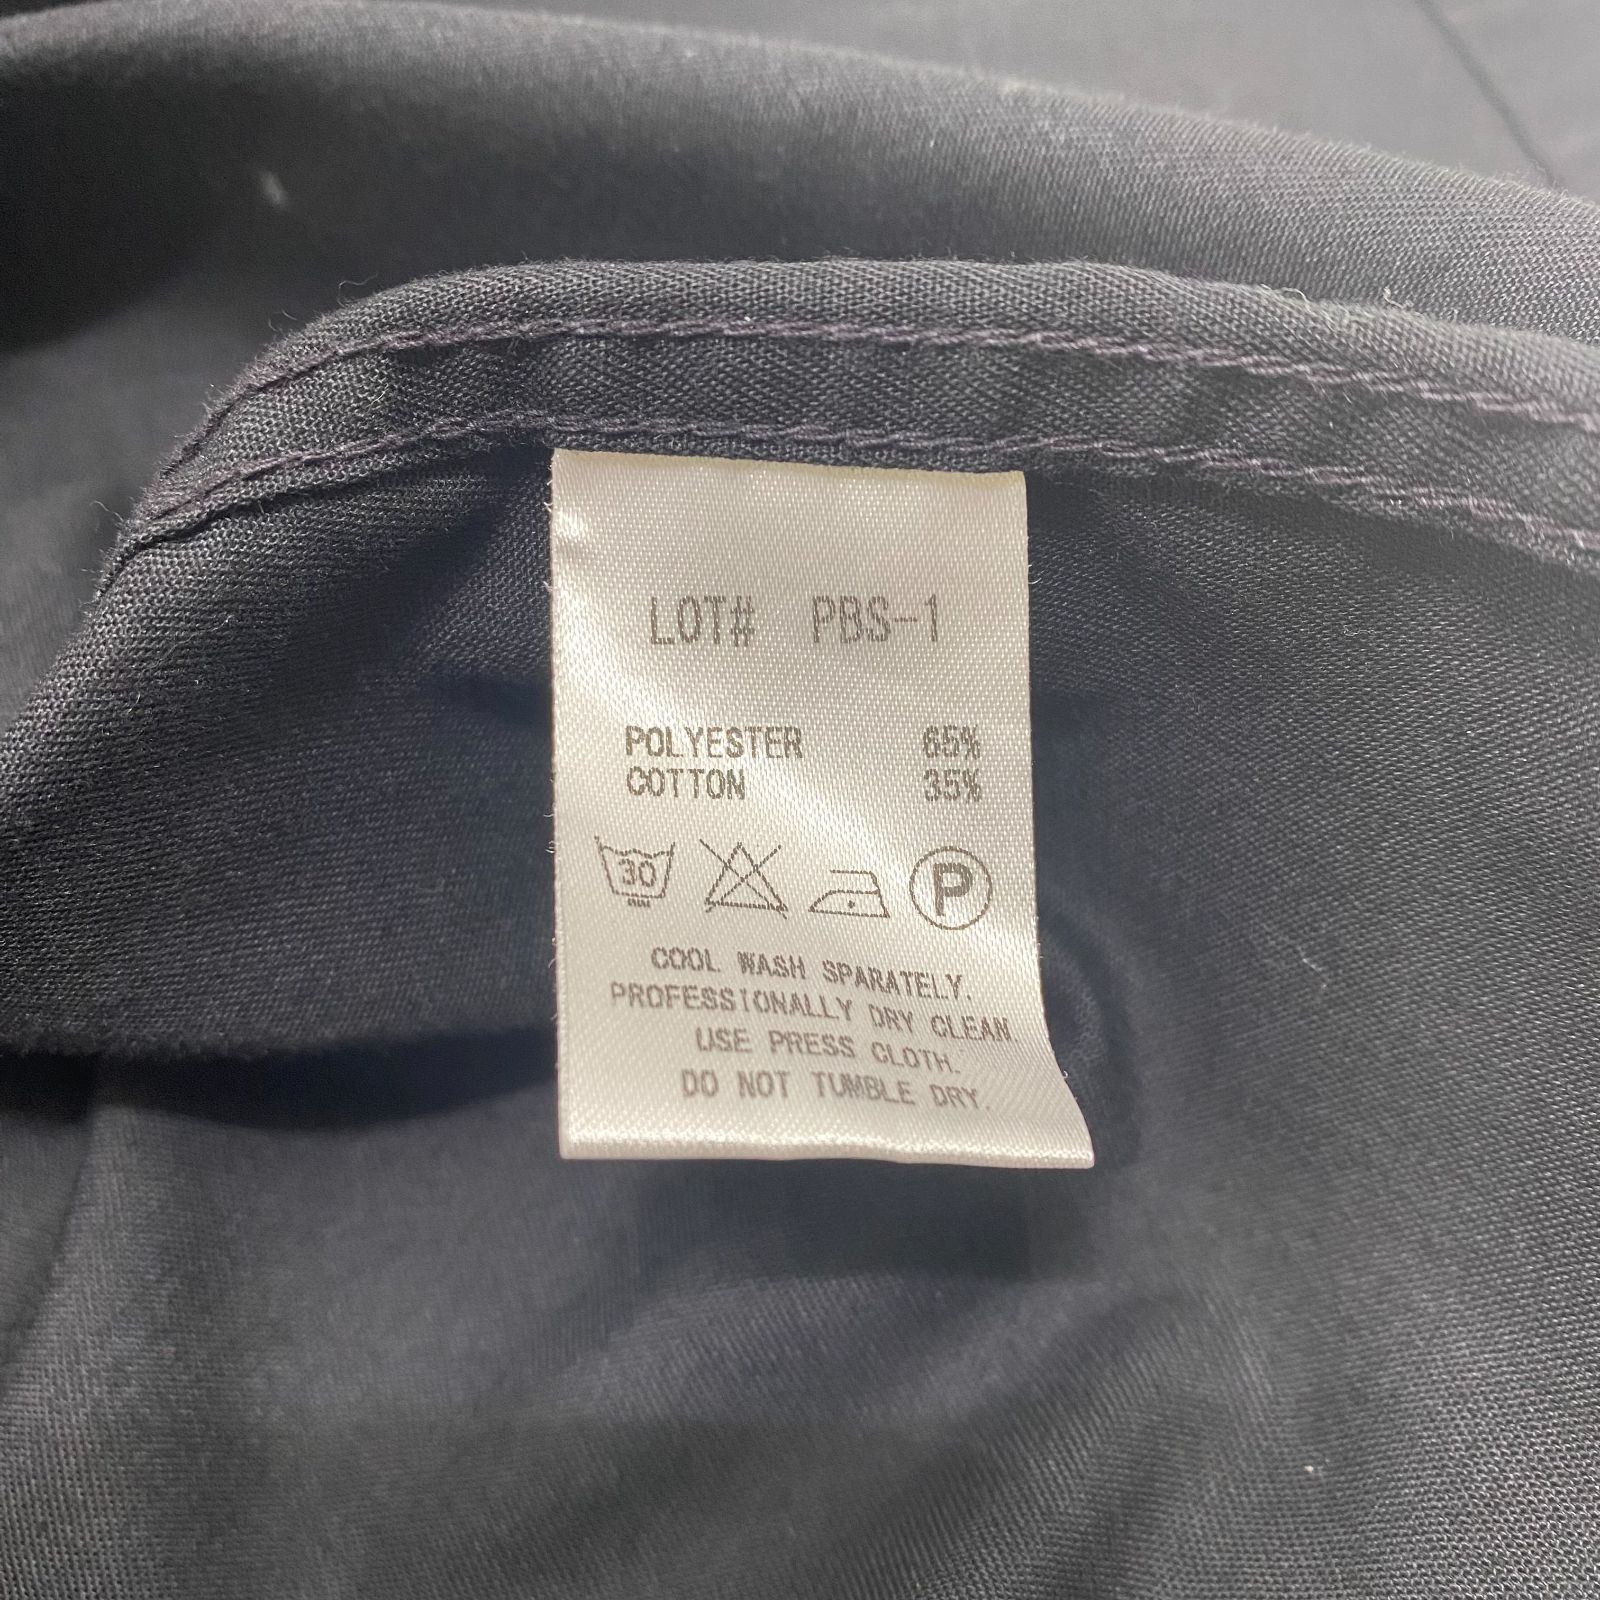 LOT# PBS-1
POLYESTER 65%
COTTON 35%
30 P
COOL WASH SPARATELY.
PROFESSIONALLY DRY CLEAN.
USE PRESS CLOTH.
DO NOT TUMBLE DRY.